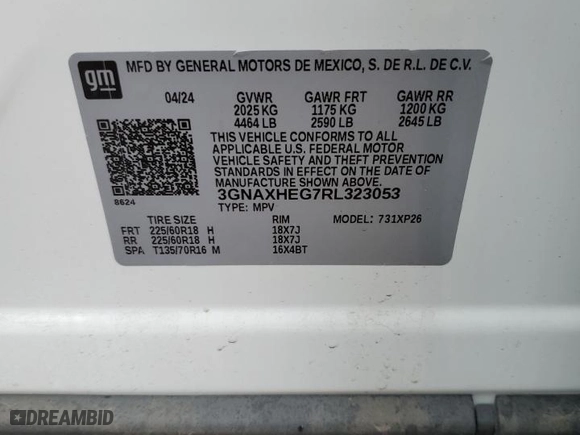 gm
MFD BY GENERAL MOTORS DE MEXICO, S. DE R.L. DE C.V.
04/24 GVWR GAWR FRT GAWR RR
2025 KG 1175 KG 1200 KG
4464 LB 2590 LB 2645 LB
THIS VEHICLE CONFORMS TO ALL
APPLICABLE U.S. FEDERAL MOTOR
VEHICLE SAFETY AND THEFT PREVENTION
STANDARDS IN EFFECT ON THE DATE OF
MANUFACTURE SHOWN ABOVE.
8624 3GNAXHEG7RL323053
TYPE: MPV
TIRE SIZE RIM MODEL: 731XP26
FRT 225/60R18 H 18X7J
RR 225/60R18 H 18X7J
SPA T135/70R16 M 16X4BT
DREAMBID